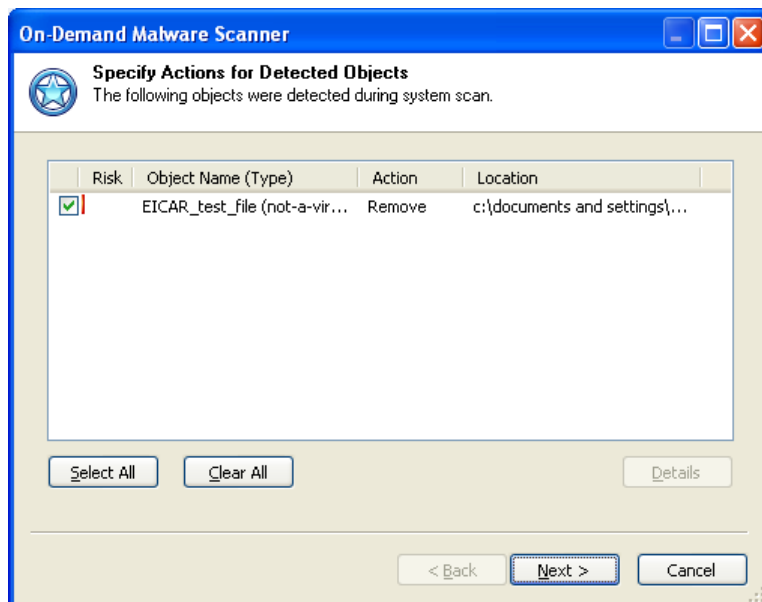 On-Demand Malware Scanner
Specify Actions for Detected Objects
The following objects were detected during system scan.
Risk Object Name (Type) Action Location
EICAR_test_file (not-a-vir... Remove c:\documents and settings\...
Select All Clear All Details
< Back Next > Cancel